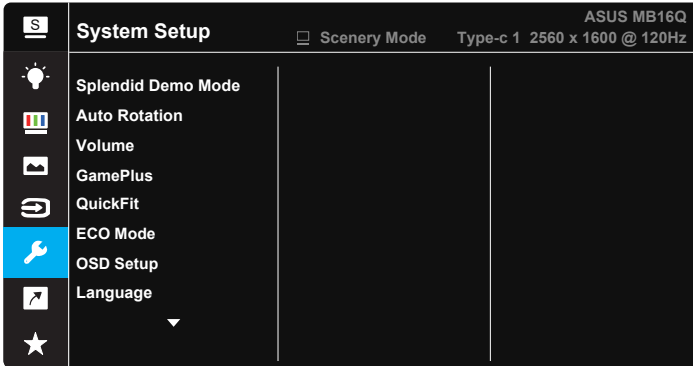 S
System Setup
ASUS MB16Q
Scenery Mode
Type-c 1 2560 x 1600 @ 120Hz
Splendid Demo Mode
Auto Rotation
Volume
GamePlus
QuickFit
ECO Mode
OSD Setup
Language